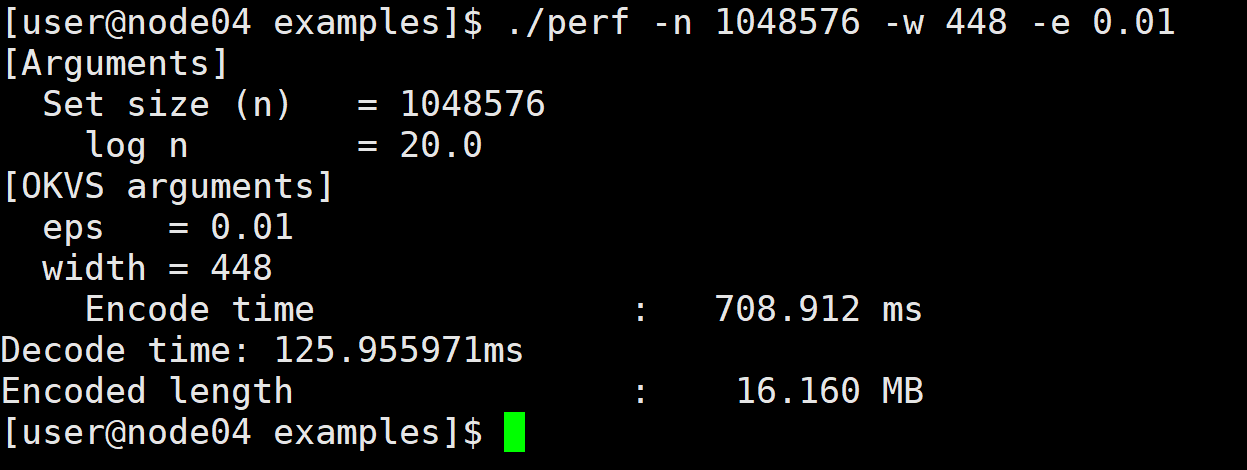 [user@node04 examples]$ ./perf -n 1048576 -w 448 -e 0.01
[Arguments]
  Set size (n)   = 1048576
    log n        = 20.0
[OKVS arguments]
  eps   = 0.01
  width = 448
    Encode time               :   708.912 ms
Decode time: 125.955971ms
Encoded length                :    16.160 MB
[user@node04 examples]$